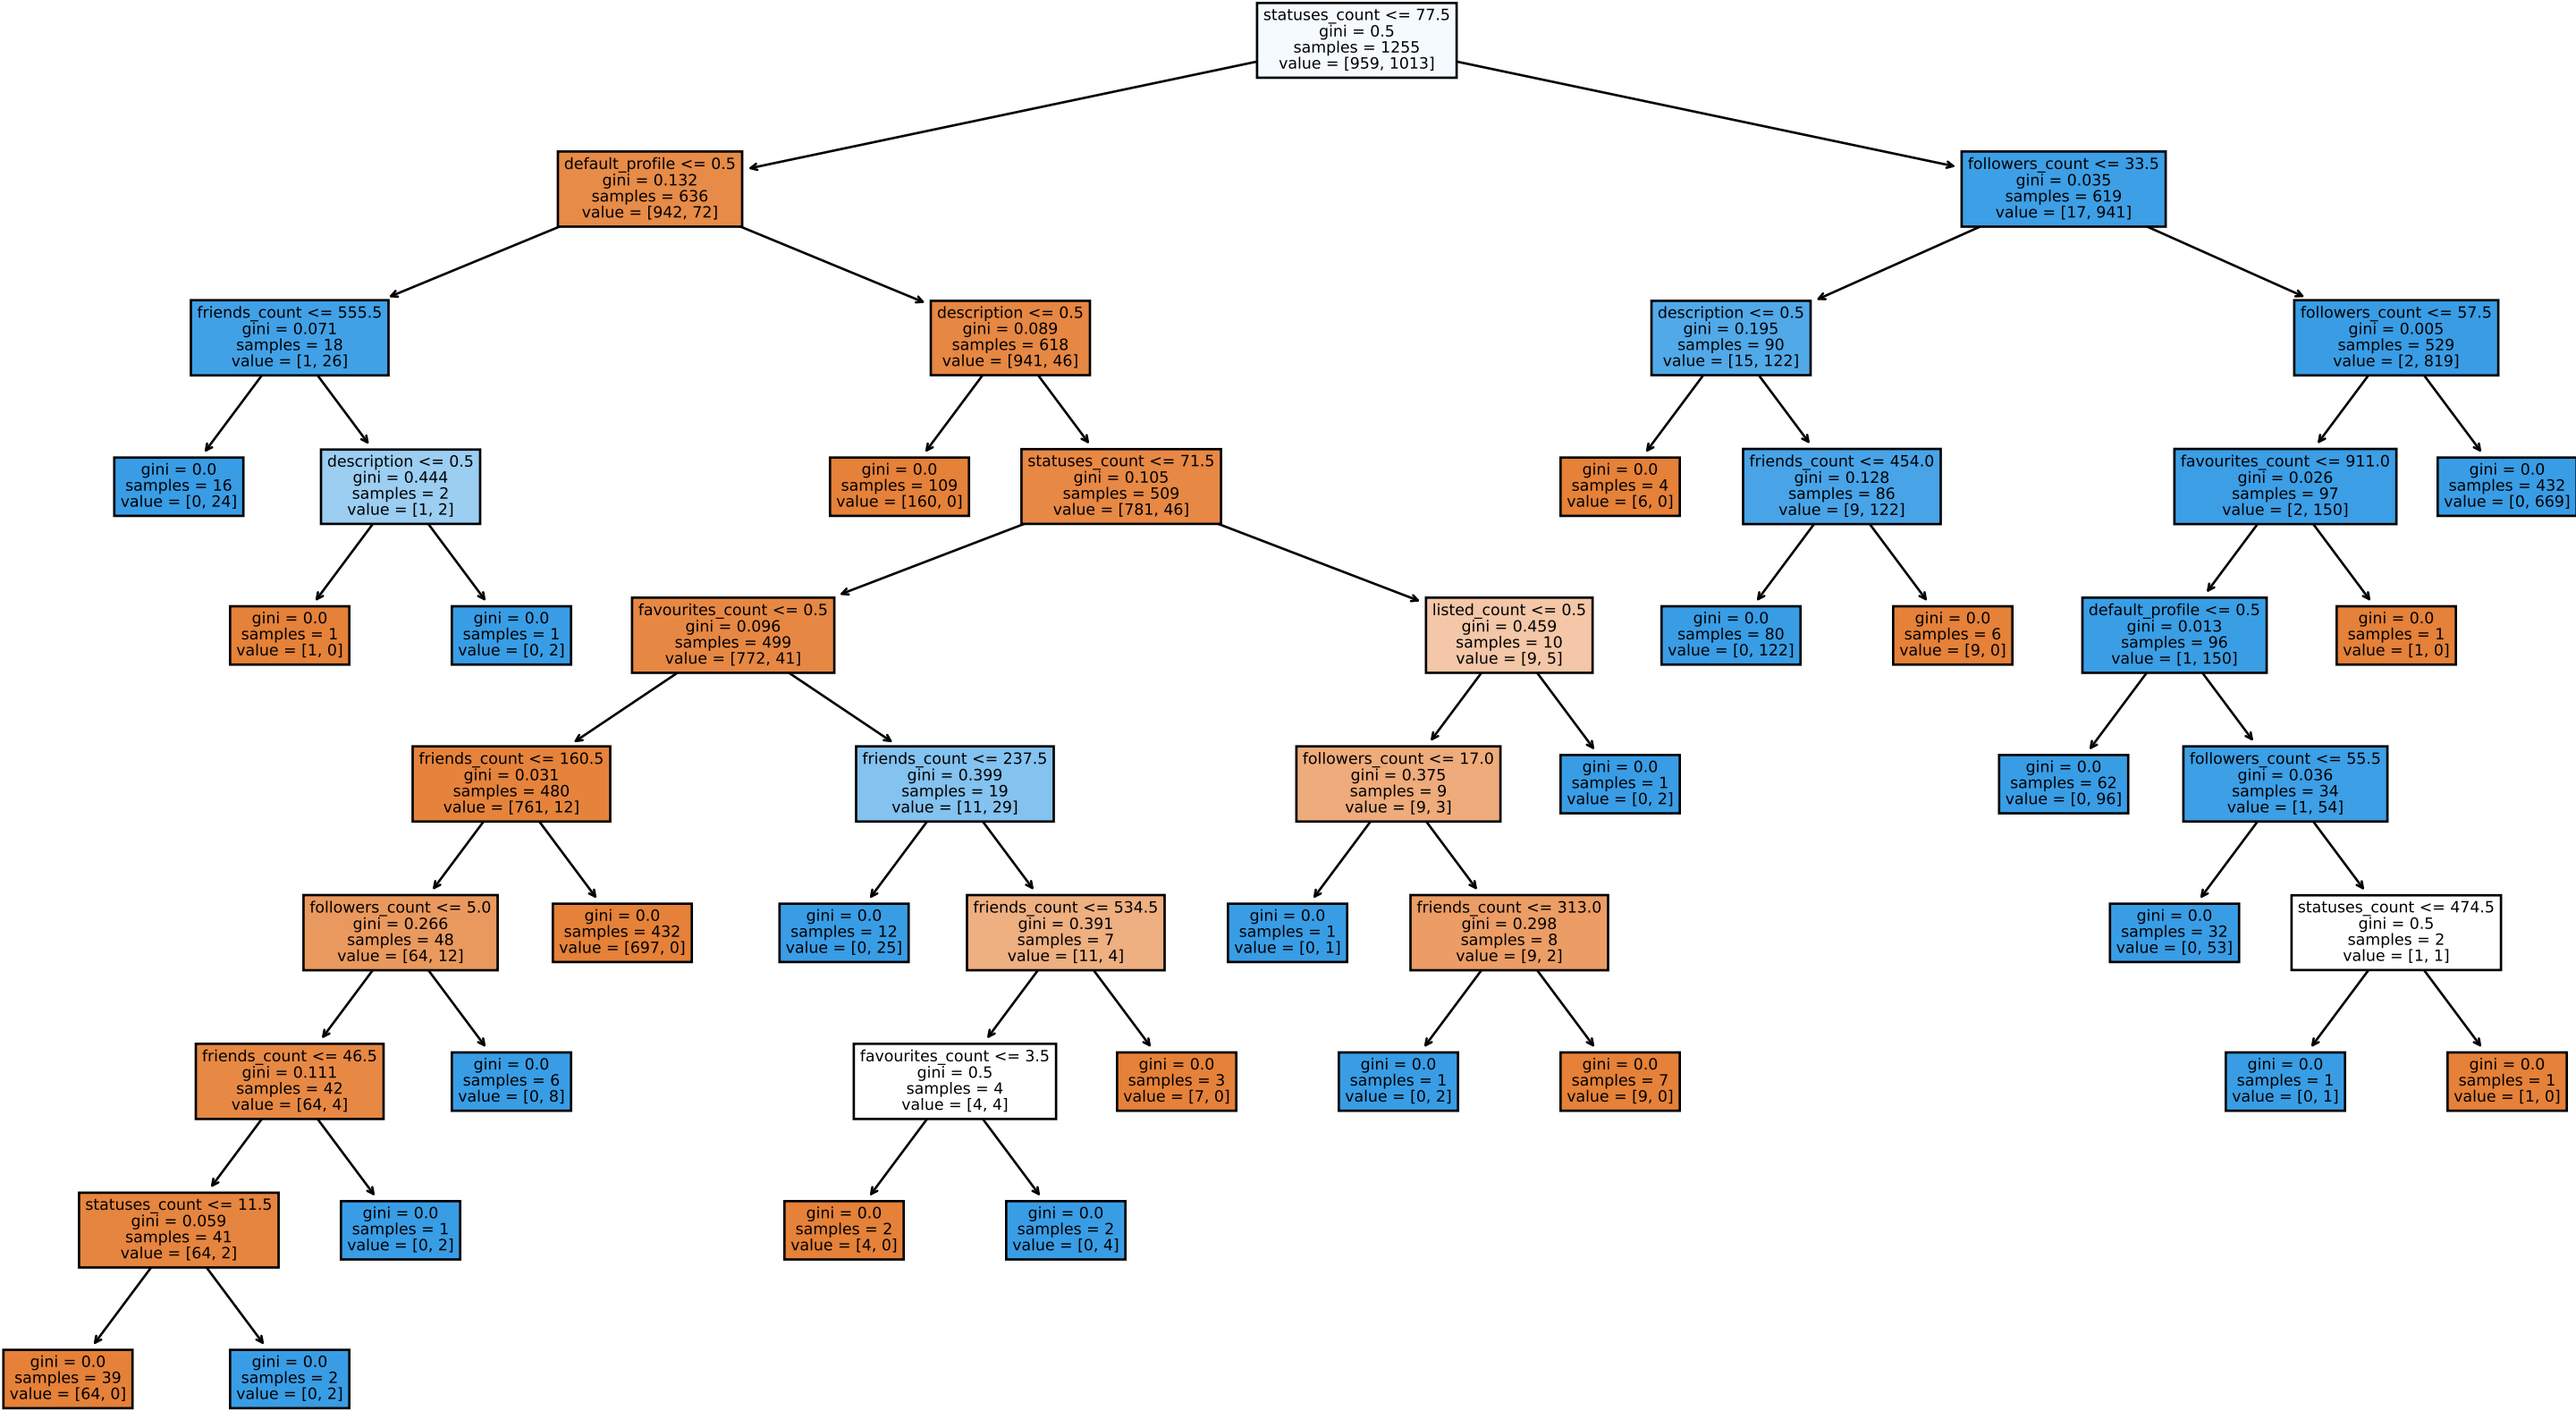 statuses_count <= 77.5
gini = 0.5
samples = 1255
value = [959, 1013]
default_profile <= 0.5
gini = 0.132
samples = 636
value = [942, 72]
followers_count <= 33.5
gini = 0.035
samples = 619
value = [17, 941]
friends_count <= 555.5
gini = 0.071
samples = 18
value = [1, 26]
description <= 0.5
gini = 0.089
samples = 618
value = [941, 46]
description <= 0.5
gini = 0.195
samples = 90
value = [15, 122]
followers_count <= 57.5
gini = 0.005
samples = 529
value = [2, 819]
gini = 0.0
samples = 16
value = [0, 24]
description <= 0.5
gini = 0.444
samples = 2
value = [1, 2]
gini = 0.0
samples = 109
value = [160, 0]
statuses_count <= 71.5
gini = 0.105
samples = 509
value = [781, 46]
gini = 0.0
samples = 4
value = [6, 0]
friends_count <= 454.0
gini = 0.128
samples = 86
value = [9, 122]
favourites_count <= 911.0
gini = 0.026
samples = 97
value = [2, 150]
gini = 0.0
samples = 432
value = [0, 669]
gini = 0.0
samples = 1
value = [1, 0]
gini = 0.0
samples = 1
value = [0, 2]
favourites_count <= 0.5
gini = 0.096
samples = 499
value = [772, 41]
listed_count <= 0.5
gini = 0.459
samples = 10
value = [9, 5]
gini = 0.0
samples = 80
value = [0, 122]
gini = 0.0
samples = 6
value = [9, 0]
default_profile <= 0.5
gini = 0.013
samples = 96
value = [1, 150]
gini = 0.0
samples = 1
value = [1, 0]
friends_count <= 160.5
gini = 0.031
samples = 480
value = [761, 12]
friends_count <= 237.5
gini = 0.399
samples = 19
value = [11, 29]
followers_count <= 17.0
gini = 0.375
samples = 9
value = [9, 3]
gini = 0.0
samples = 1
value = [0, 2]
gini = 0.0
samples = 62
value = [0, 96]
followers_count <= 55.5
gini = 0.036
samples = 34
value = [1, 54]
followers_count <= 5.0
gini = 0.266
samples = 48
value = [64, 12]
gini = 0.0
samples = 432
value = [697, 0]
gini = 0.0
samples = 12
value = [0, 25]
friends_count <= 534.5
gini = 0.391
samples = 7
value = [11, 4]
gini = 0.0
samples = 1
value = [0, 1]
friends_count <= 313.0
gini = 0.298
samples = 8
value = [9, 2]
gini = 0.0
samples = 32
value = [0, 53]
statuses_count <= 474.5
gini = 0.5
samples = 2
value = [1, 1]
friends_count <= 46.5
gini = 0.111
samples = 42
value = [64, 4]
gini = 0.0
samples = 6
value = [0, 8]
favourites_count <= 3.5
gini = 0.5
samples = 4
value = [4, 4]
gini = 0.0
samples = 3
value = [7, 0]
gini = 0.0
samples = 1
value = [0, 2]
gini = 0.0
samples = 7
value = [9, 0]
gini = 0.0
samples = 1
value = [0, 1]
gini = 0.0
samples = 1
value = [1, 0]
statuses_count <= 11.5
gini = 0.059
samples = 41
value = [64, 2]
gini = 0.0
samples = 1
value = [0, 2]
gini = 0.0
samples = 2
value = [4, 0]
gini = 0.0
samples = 2
value = [0, 4]
gini = 0.0
samples = 39
value = [64, 0]
gini = 0.0
samples = 2
value = [0, 2]